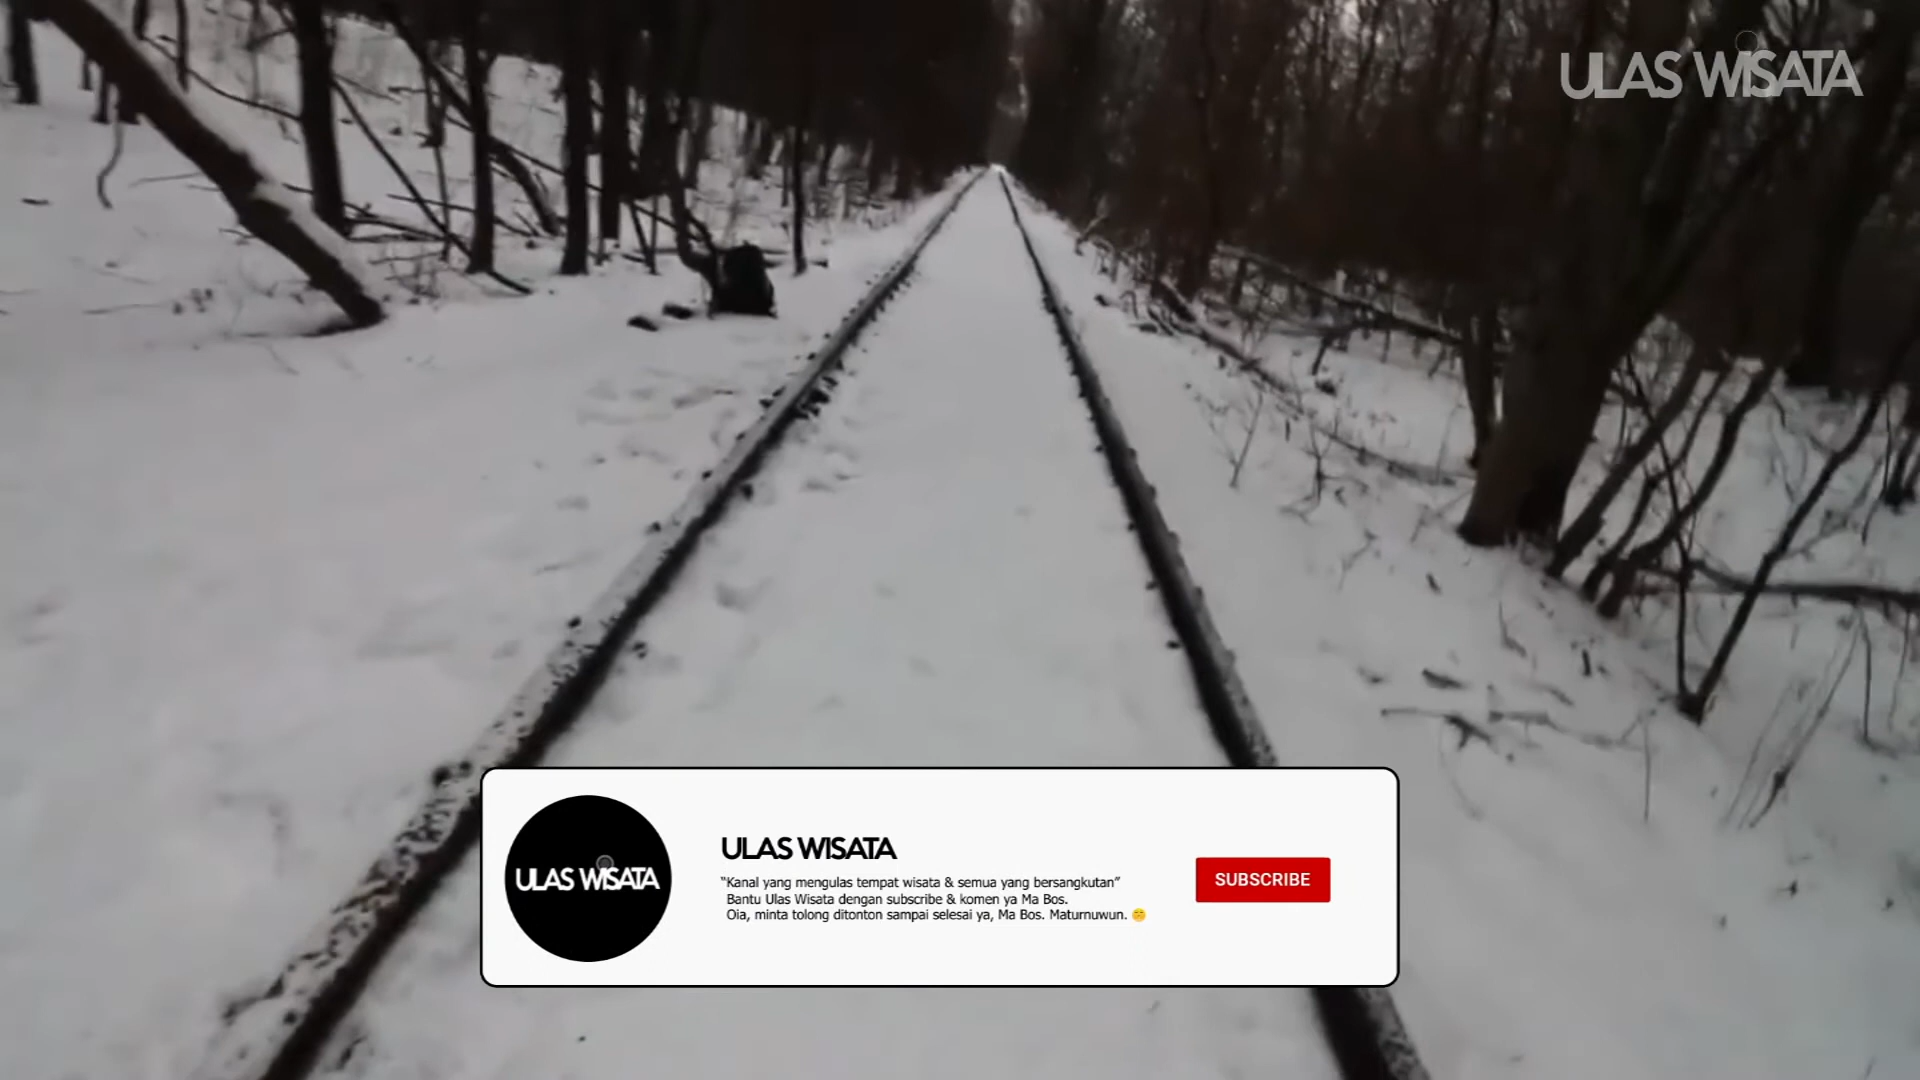 ULAS WISATA
ULAS WISATA
ULAS WISATA
“Kanal yang mengulas tempat wisata & semua yang bersangkutan”
Bantu Ulas Wisata dengan subscribe & komen ya Ma Bos.
Oia, minta tolong ditonton sampai selesai ya, Ma Bos. Maturnuwun. 😊
SUBSCRIBE